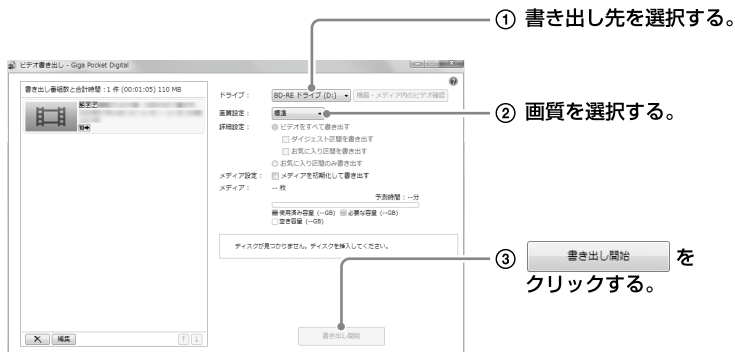 ① 書き出し先を選択する。
ビデオ書き出し - Giga Pocket Digital
書き出し番組数と合計時間：1 件 (00:01:05) 110 MB
ドライブ： BD-RE ドライブ (D:) 機器・メディア内のビデオ確認
画質設定： 標準
② 画質を選択する。
詳細設定： ビデオをすべて書き出す
ダイジェスト区間を書き出す
お気に入り区間を書き出す
お気に入り区間のみ書き出す
メディア設定： メディアを初期化して書き出す
メディア： -- 枚
予測時間：--分
使用済み容量 (--GB) 必要な容量 (--GB)
空き容量 (--GB)
ディスクが見つかりません。ディスクを挿入してください。
③ 書き出し開始 を
クリックする。
編集
書き出し開始